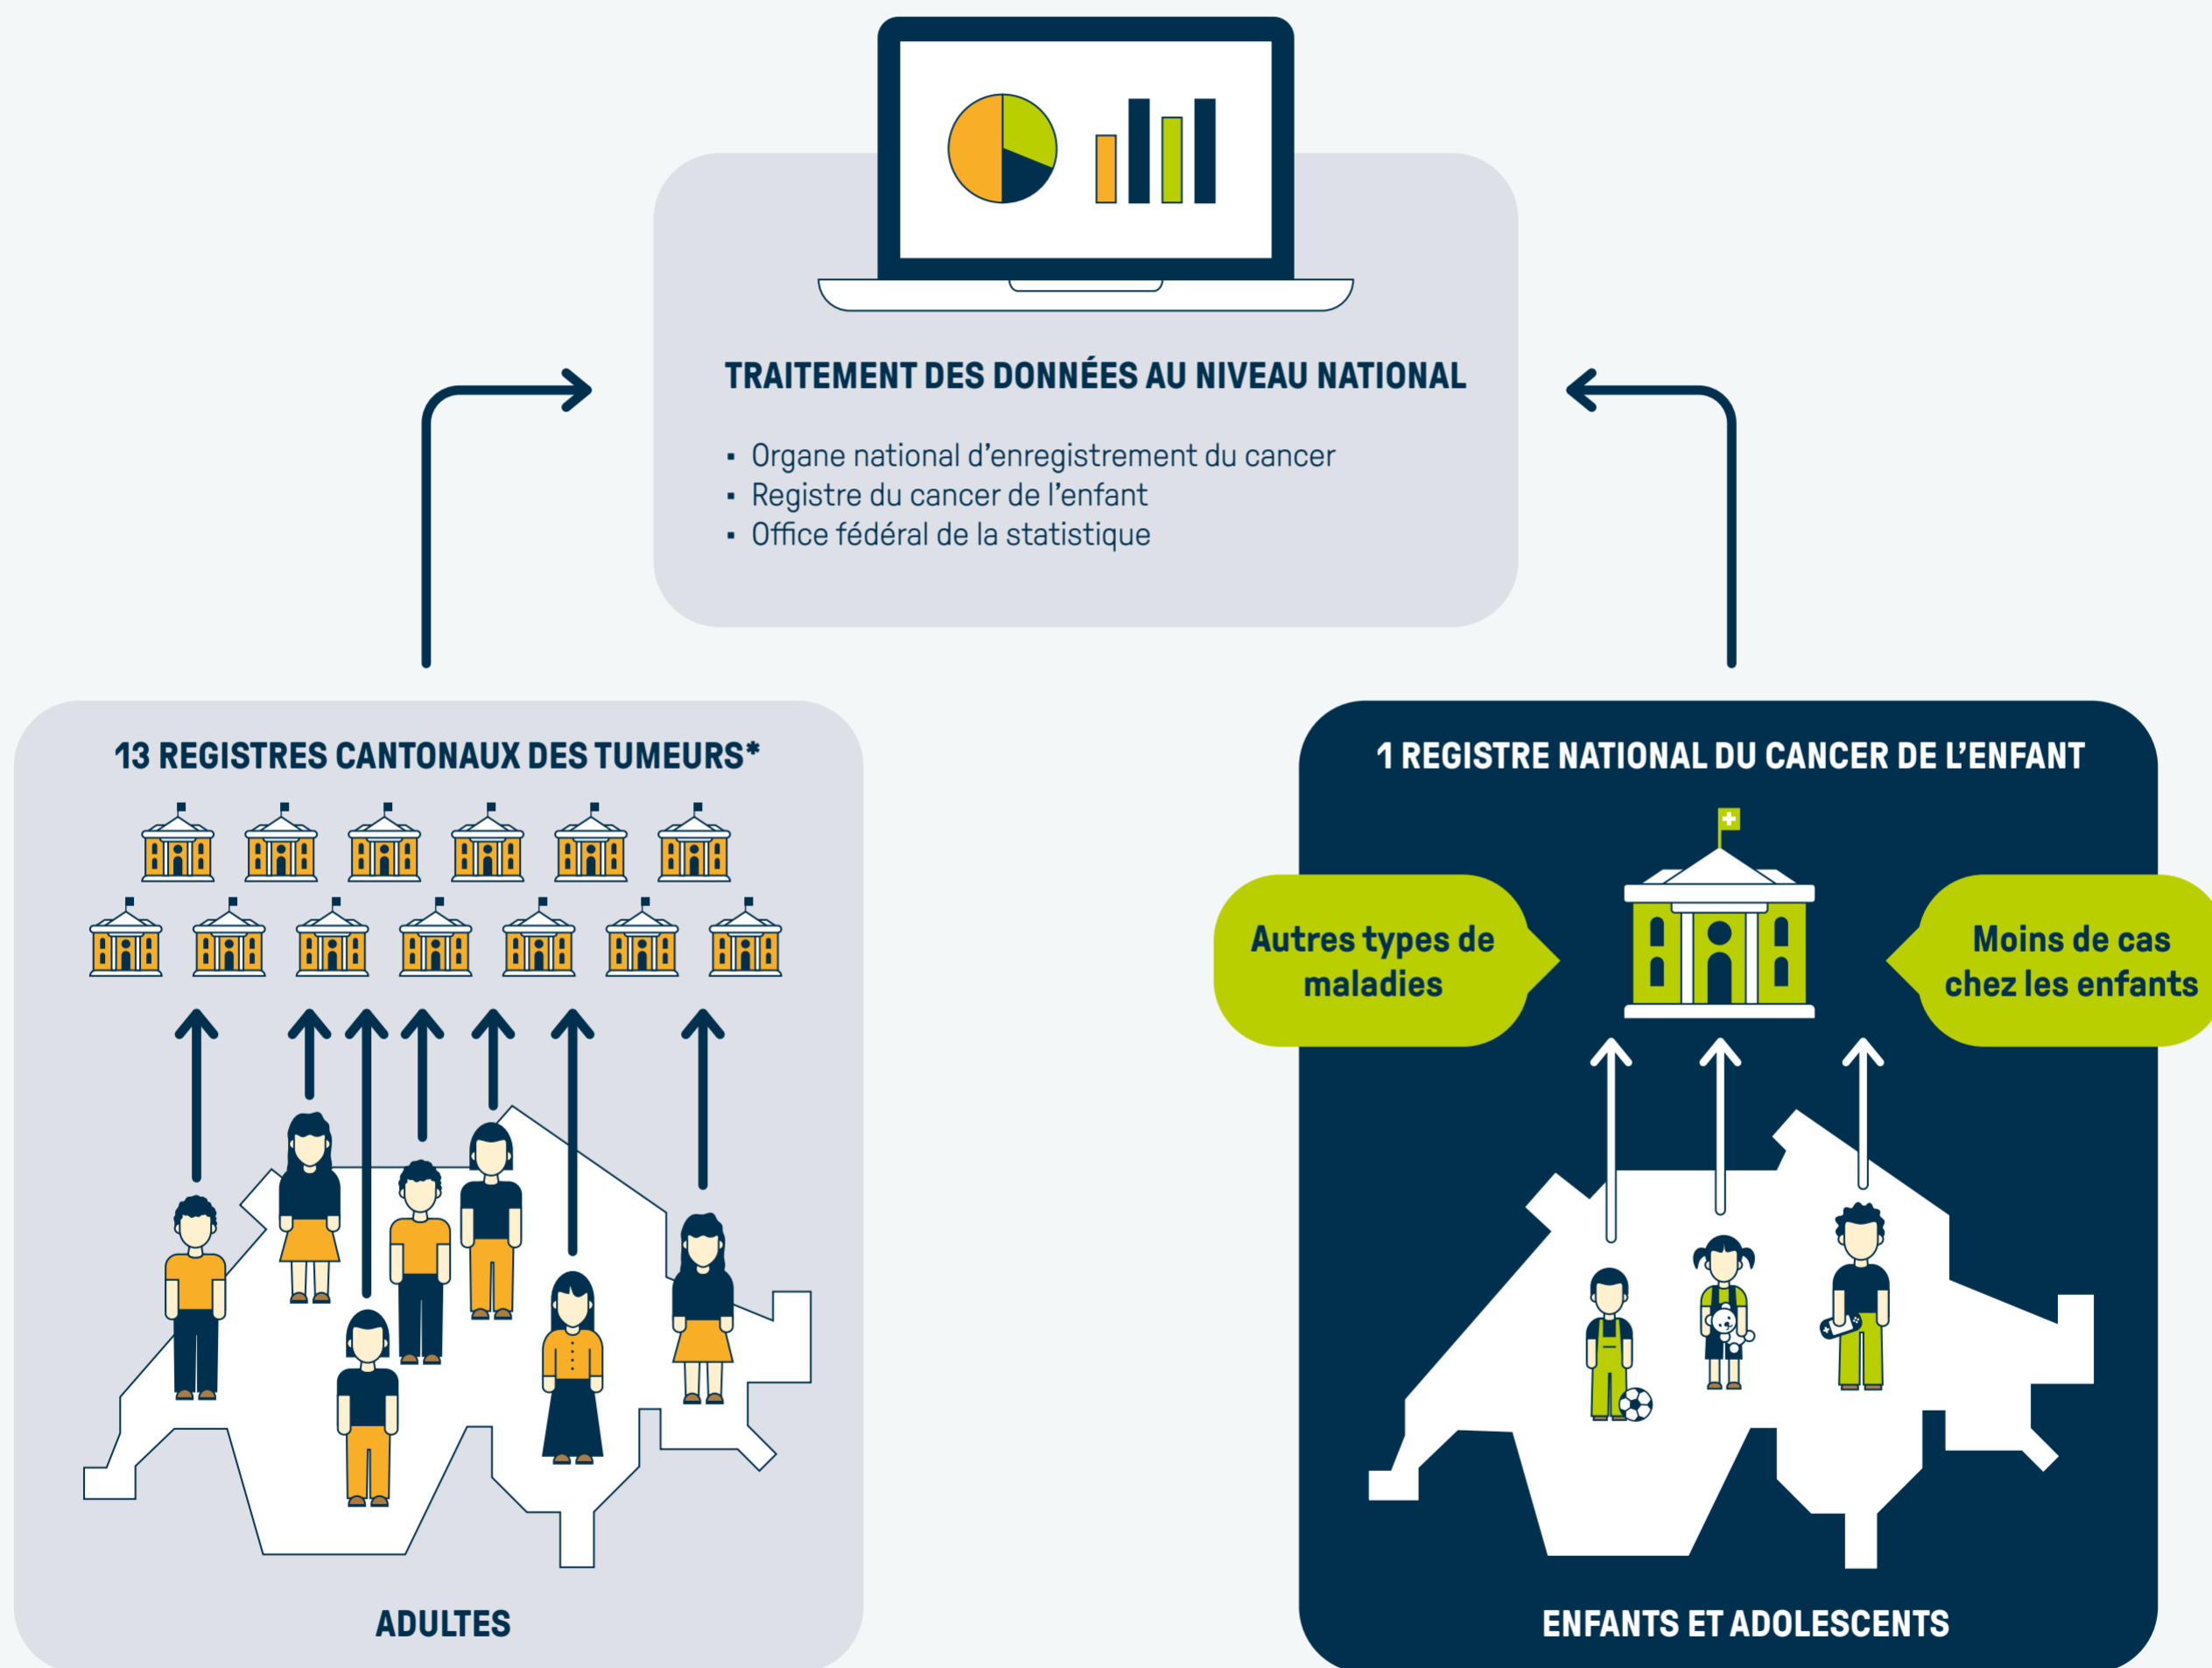 TRAITEMENT DES DONNÉES AU NIVEAU NATIONAL
▪ Organe national d’enregistrement du cancer
▪ Registre du cancer de l’enfant
▪ Office fédéral de la statistique
13 REGISTRES CANTONAUX DES TUMEURS*
ADULTES
1 REGISTRE NATIONAL DU CANCER DE L’ENFANT
Autres types de
maladies
Moins de cas
chez les enfants
ENFANTS ET ADOLESCENTS